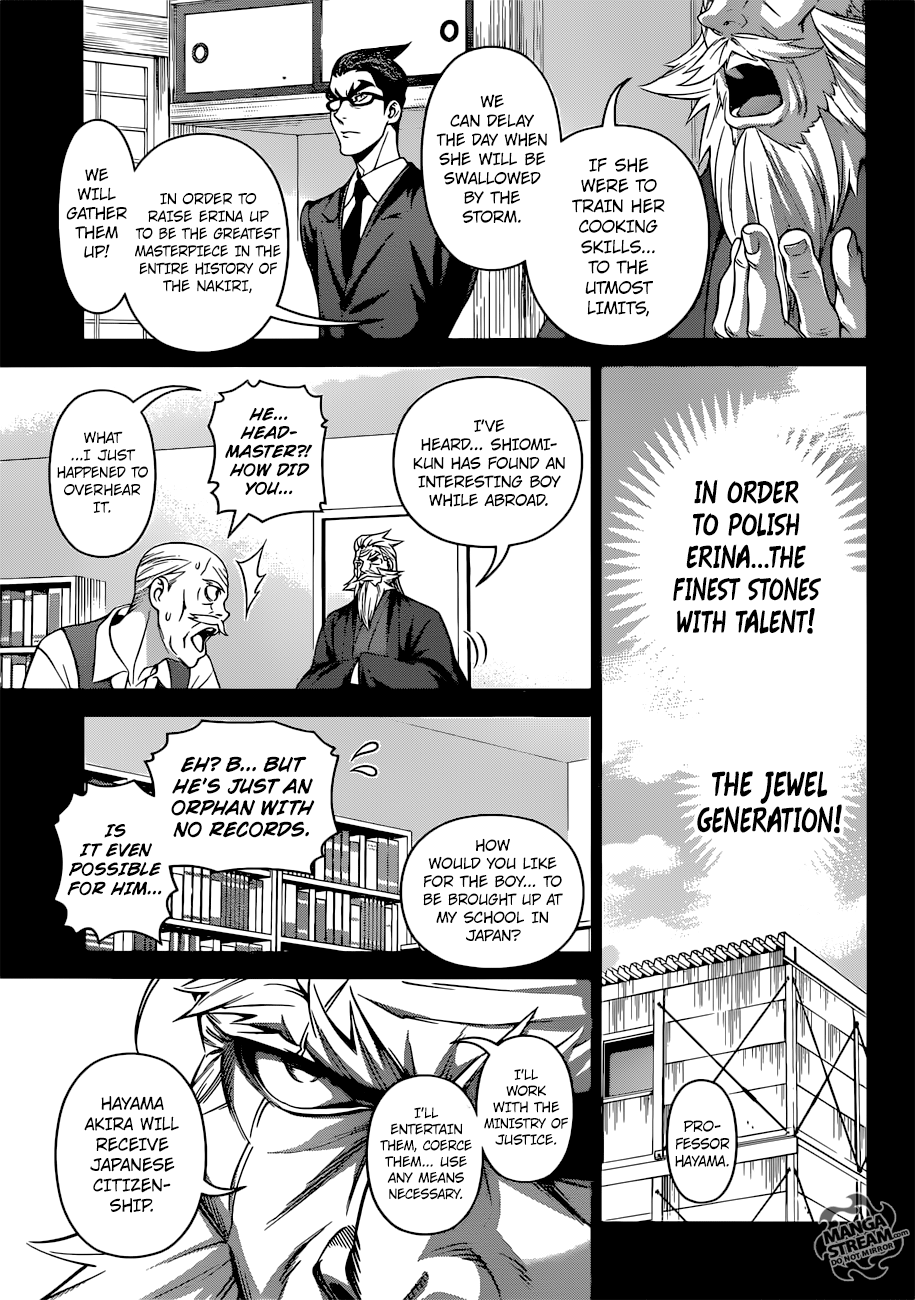 IF SHE
WERE TO
TRAIN HER
COOKING
SKILLS...
TO THE
UTMOST
LIMITS,
WE
CAN DELAY
THE DAY WHEN
SHE WILL BE
SWALLOWED
BY THE
STORM.
IN ORDER TO
RAISE ERINA UP
TO BE THE GREATEST
MASTERPIECE IN THE
ENTIRE HISTORY OF
THE NAKIRI,
WE
WILL
GATHER
THEM
UP!
IN ORDER
TO POLISH
ERINA...THE
FINEST STONES
WITH TALENT!
THE JEWEL
GENERATION!
PRO-
FESSOR
HAYAMA.
I'VE
HEARD... SHIOMI-
KUN HAS FOUND AN
INTERESTING BOY
WHILE ABROAD.
HE...
HEAD-
MASTER?!
HOW DID
YOU...
WHAT
...I JUST
HAPPENED TO
OVERHEAR
IT.
HOW
WOULD YOU LIKE
FOR THE BOY... TO
BE BROUGHT UP AT
MY SCHOOL IN
JAPAN?
EH? B... BUT
HE'S JUST AN
ORPHAN WITH
NO RECORDS.
IS
IT EVEN
POSSIBLE
FOR HIM...
I'LL
WORK
WITH THE
MINISTRY OF
JUSTICE.
I'LL
ENTERTAIN
THEM, COERCE
THEM... USE
ANY MEANS
NECESSARY.
HAYAMA
AKIRA WILL
RECEIVE
JAPANESE
CITIZEN-
SHIP.
MANGA
STREAM.com
DO NOT MIRROR